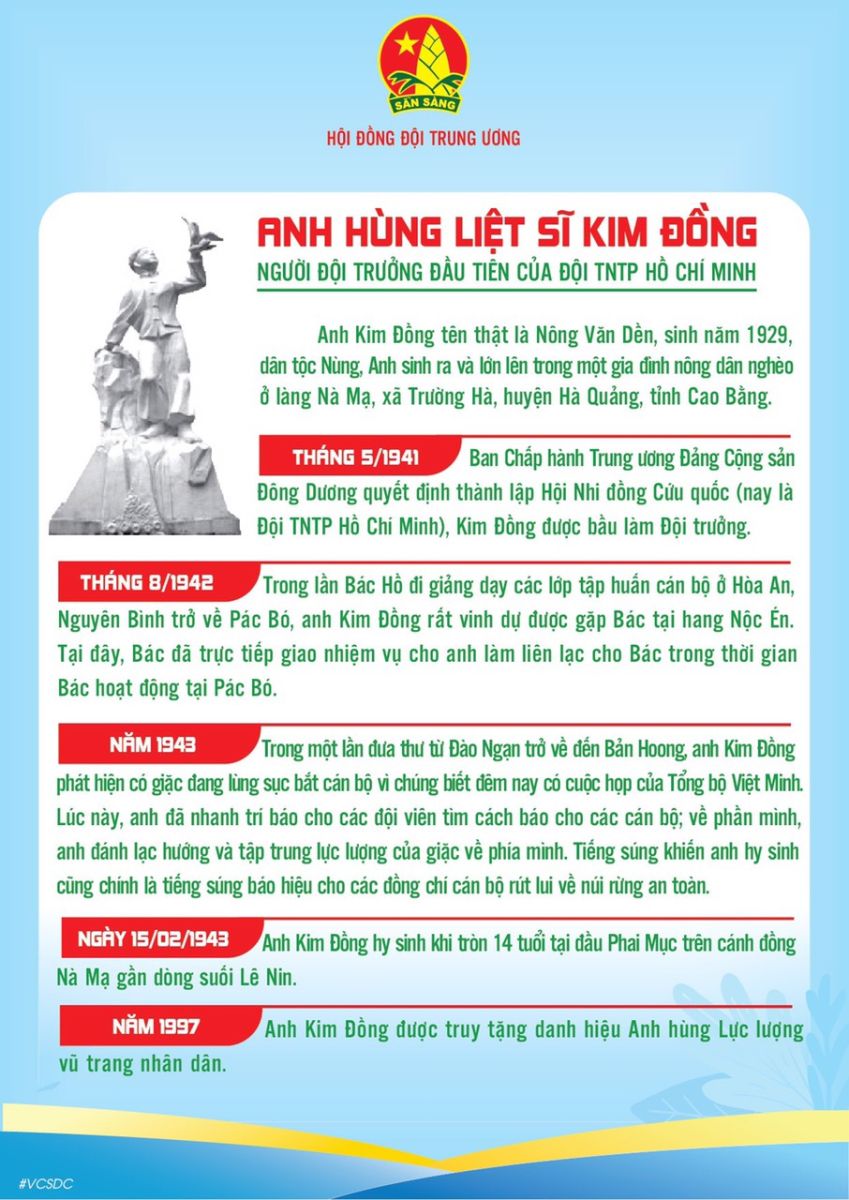 SẴN SÀNG
HỘI ĐỒNG ĐỘI TRUNG ƯƠNG
ANH HÙNG LIỆT SĨ KIM ĐỒNG
NGƯỜI ĐỘI TRƯỞNG ĐẦU TIÊN CỦA ĐỘI TNTP HỒ CHÍ MINH
Anh Kim Đồng tên thật là Nông Văn Dền, sinh năm 1929,
dân tộc Nùng, Anh sinh ra và lớn lên trong một gia đình nông dân nghèo
ở làng Nà Mạ, xã Trường Hà, huyện Hà Quảng, tỉnh Cao Bằng.
THÁNG 5/1941 Ban Chấp hành Trung ương Đảng Cộng sản
Đông Dương quyết định thành lập Hội Nhi đồng Cứu quốc (nay là
Đội TNTP Hồ Chí Minh), Kim Đồng được bầu làm Đội trưởng.
THÁNG 8/1942 Trong lần Bác Hồ đi giảng dạy các lớp tập huấn cán bộ ở Hòa An,
Nguyên Bình trở về Pác Bó, anh Kim Đồng rất vinh dự được gặp Bác tại hang Nộc Én.
Tại đây, Bác đã trực tiếp giao nhiệm vụ cho anh làm liên lạc cho Bác trong thời gian
Bác hoạt động tại Pác Bó.
NĂM 1943 Trong một lần đưa thư từ Đào Ngạn trở về đến Bản Hoong, anh Kim Đồng
phát hiện có giặc đang lùng sục bắt cán bộ vì chúng biết đêm nay có cuộc họp của Tổng bộ Việt Minh.
Lúc này, anh đã nhanh trí báo cho các đội viên tìm cách báo cho các cán bộ; về phần mình,
anh đánh lạc hướng và tập trung lực lượng của giặc về phía mình. Tiếng súng khiến anh hy sinh
cũng chính là tiếng súng báo hiệu cho các đồng chí cán bộ rút lui về núi rừng an toàn.
NGÀY 15/02/1943 Anh Kim Đồng hy sinh khi tròn 14 tuổi tại đầu Phai Mục trên cánh đồng
Nà Mạ gần dòng suối Lê Nin.
NĂM 1997 Anh Kim Đồng được truy tặng danh hiệu Anh hùng Lực lượng
vũ trang nhân dân.
#VCSDC